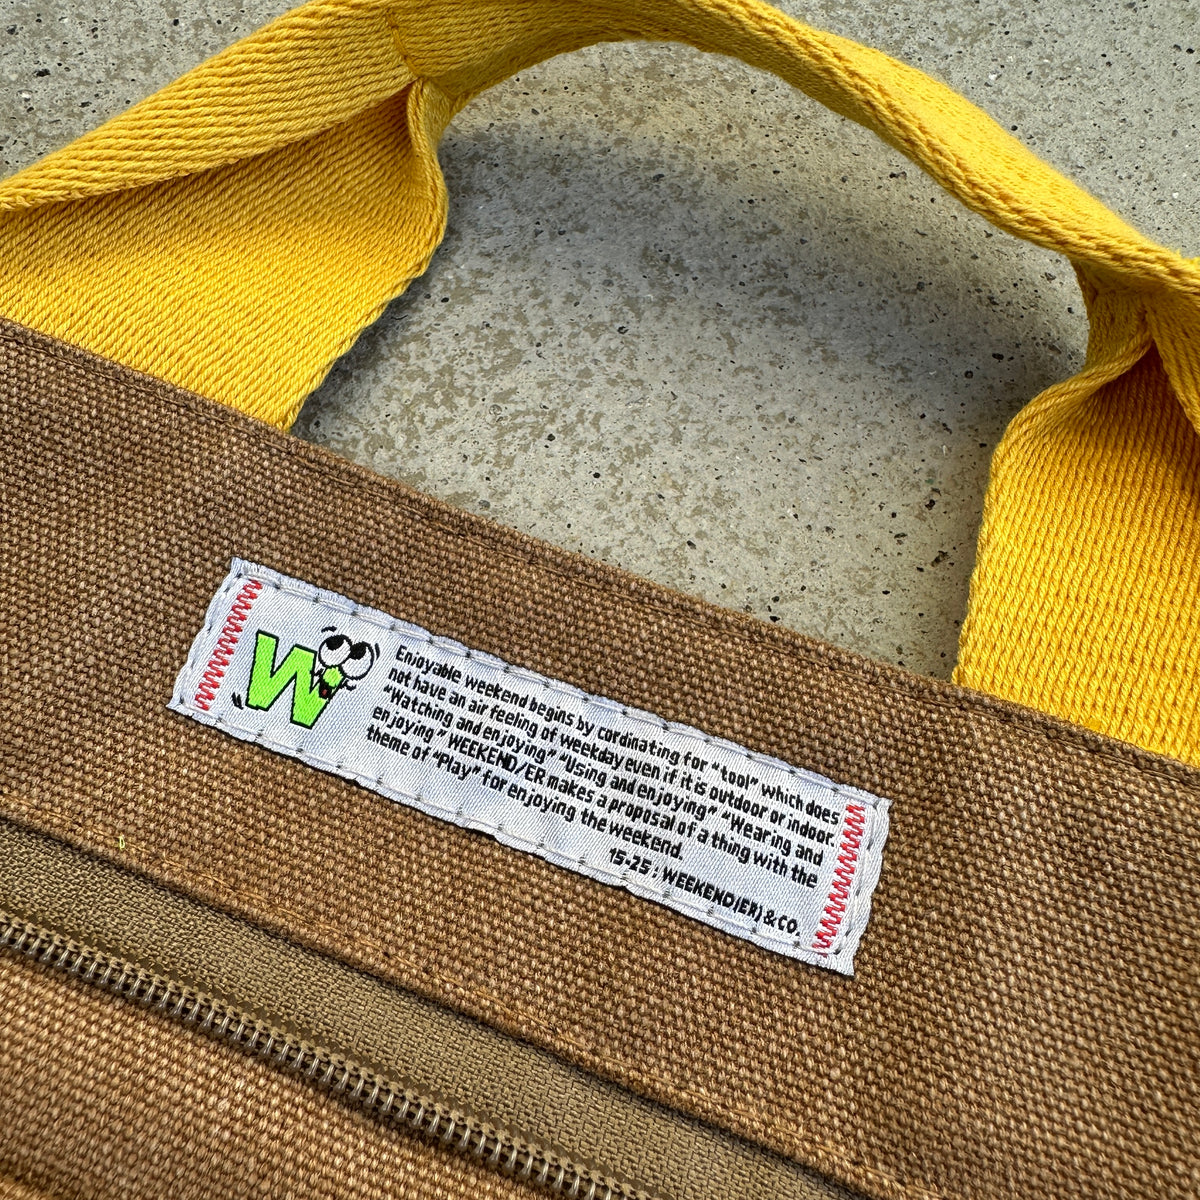 W
Enjoyable weekend begins by cordinating for "tool" which does
not have an air feeling of weekday even if it is outdoor or indoor.
"Watching and enjoying" "Using and enjoying" "Wearing and
enjoying" WEEKEND/ER makes a proposal of a thing with the
theme of "Play" for enjoying the weekend.
15-25 : WEEKEND(ER) & CO.